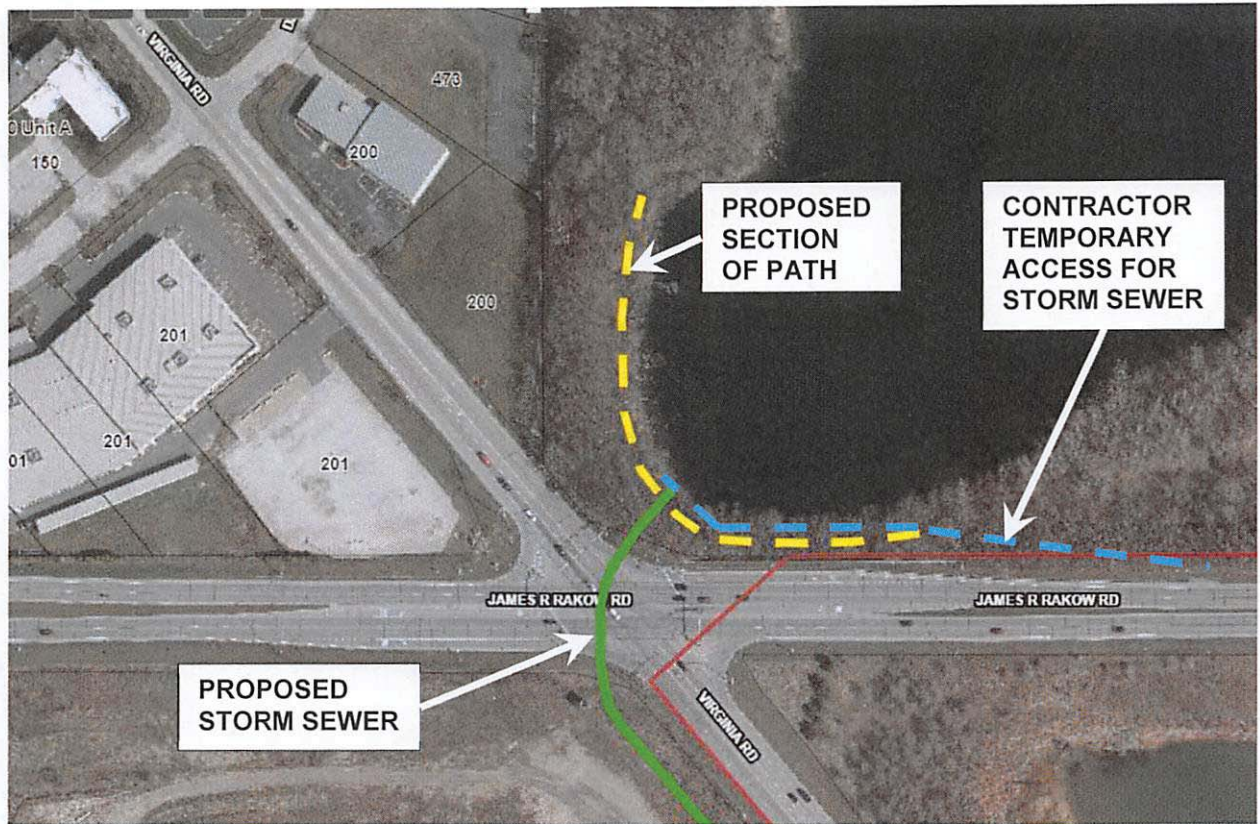 VIRGINIA RD
473
0 Unit A
150
200
PROPOSED
SECTION
OF PATH
CONTRACTOR
TEMPORARY
ACCESS FOR
STORM SEWER
200
201
201
01
201
JAMES R RAKOW RD
JAMES R RAKOW RD
PROPOSED
STORM SEWER
VIRGINIA RD